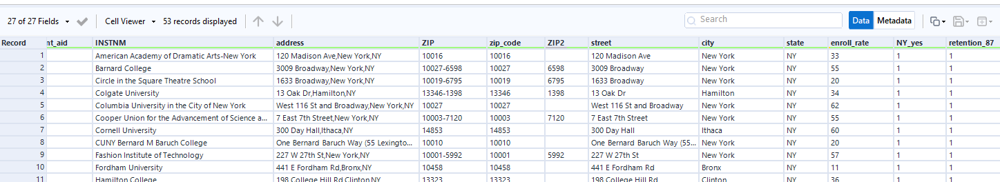 27 of 27 Fields Cell Viewer 53 records displayed Search Data Metadata
Record nt_aid INSTNM address ZIP zip_code ZIP2 street city state enroll_rate NY_yes retention_87
1 American Academy of Dramatic Arts-New York 120 Madison Ave,New York,NY 10016 10016 120 Madison Ave New York NY 33 1 1
2 Barnard College 3009 Broadway,New York,NY 10027-6598 10027 6598 3009 Broadway New York NY 55 1 1
3 Circle in the Square Theatre School 1633 Broadway,New York,NY 10019-6795 10019 6795 1633 Broadway New York NY 20 1 1
4 Colgate University 13 Oak Dr,Hamilton,NY 13346-1398 13346 1398 13 Oak Dr Hamilton NY 34 1 1
5 Columbia University in the City of New York West 116 St and Broadway,New York,NY 10027 10027 West 116 St and Broadway New York NY 62 1 1
6 Cooper Union for the Advancement of Science a... 7 East 7th Street,New York,NY 10003-7120 10003 7120 7 East 7th Street New York NY 55 1 1
7 Cornell University 300 Day Hall,Ithaca,NY 14853 14853 300 Day Hall Ithaca NY 60 1 1
8 CUNY Bernard M Baruch College One Bernard Baruch Way (55 Lexingto... 10010 10010 One Bernard Baruch Way (55... New York NY 20 1 1
9 Fashion Institute of Technology 227 W 27th St,New York,NY 10001-5992 10001 5992 227 W 27th St New York NY 57 1 1
10 Fordham University 441 E Fordham Rd,Bronx,NY 10458 10458 441 E Fordham Rd Bronx NY 11 1 1
11 Hamilton College 198 College Hill Rd,Clinton,NY 13323 13323 198 College Hill Rd Clinton NY 36 1 1